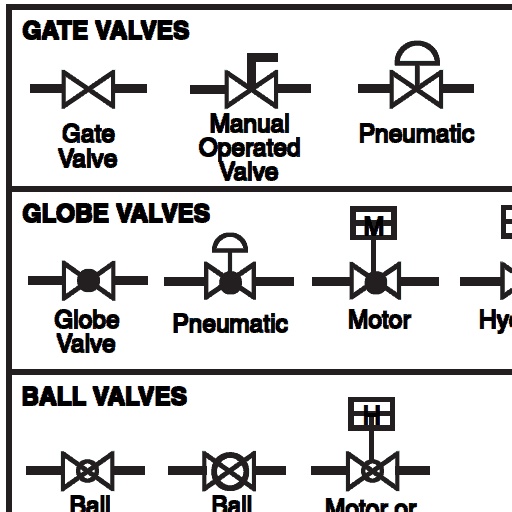 GATE VALVES
Gate
Valve
Manual
Operated
Valve
Pneumatic
GLOBE VALVES
M
Globe
Valve
Pneumatic
Motor
Hy
BALL VALVES
H
Ball
Ball
Motor or